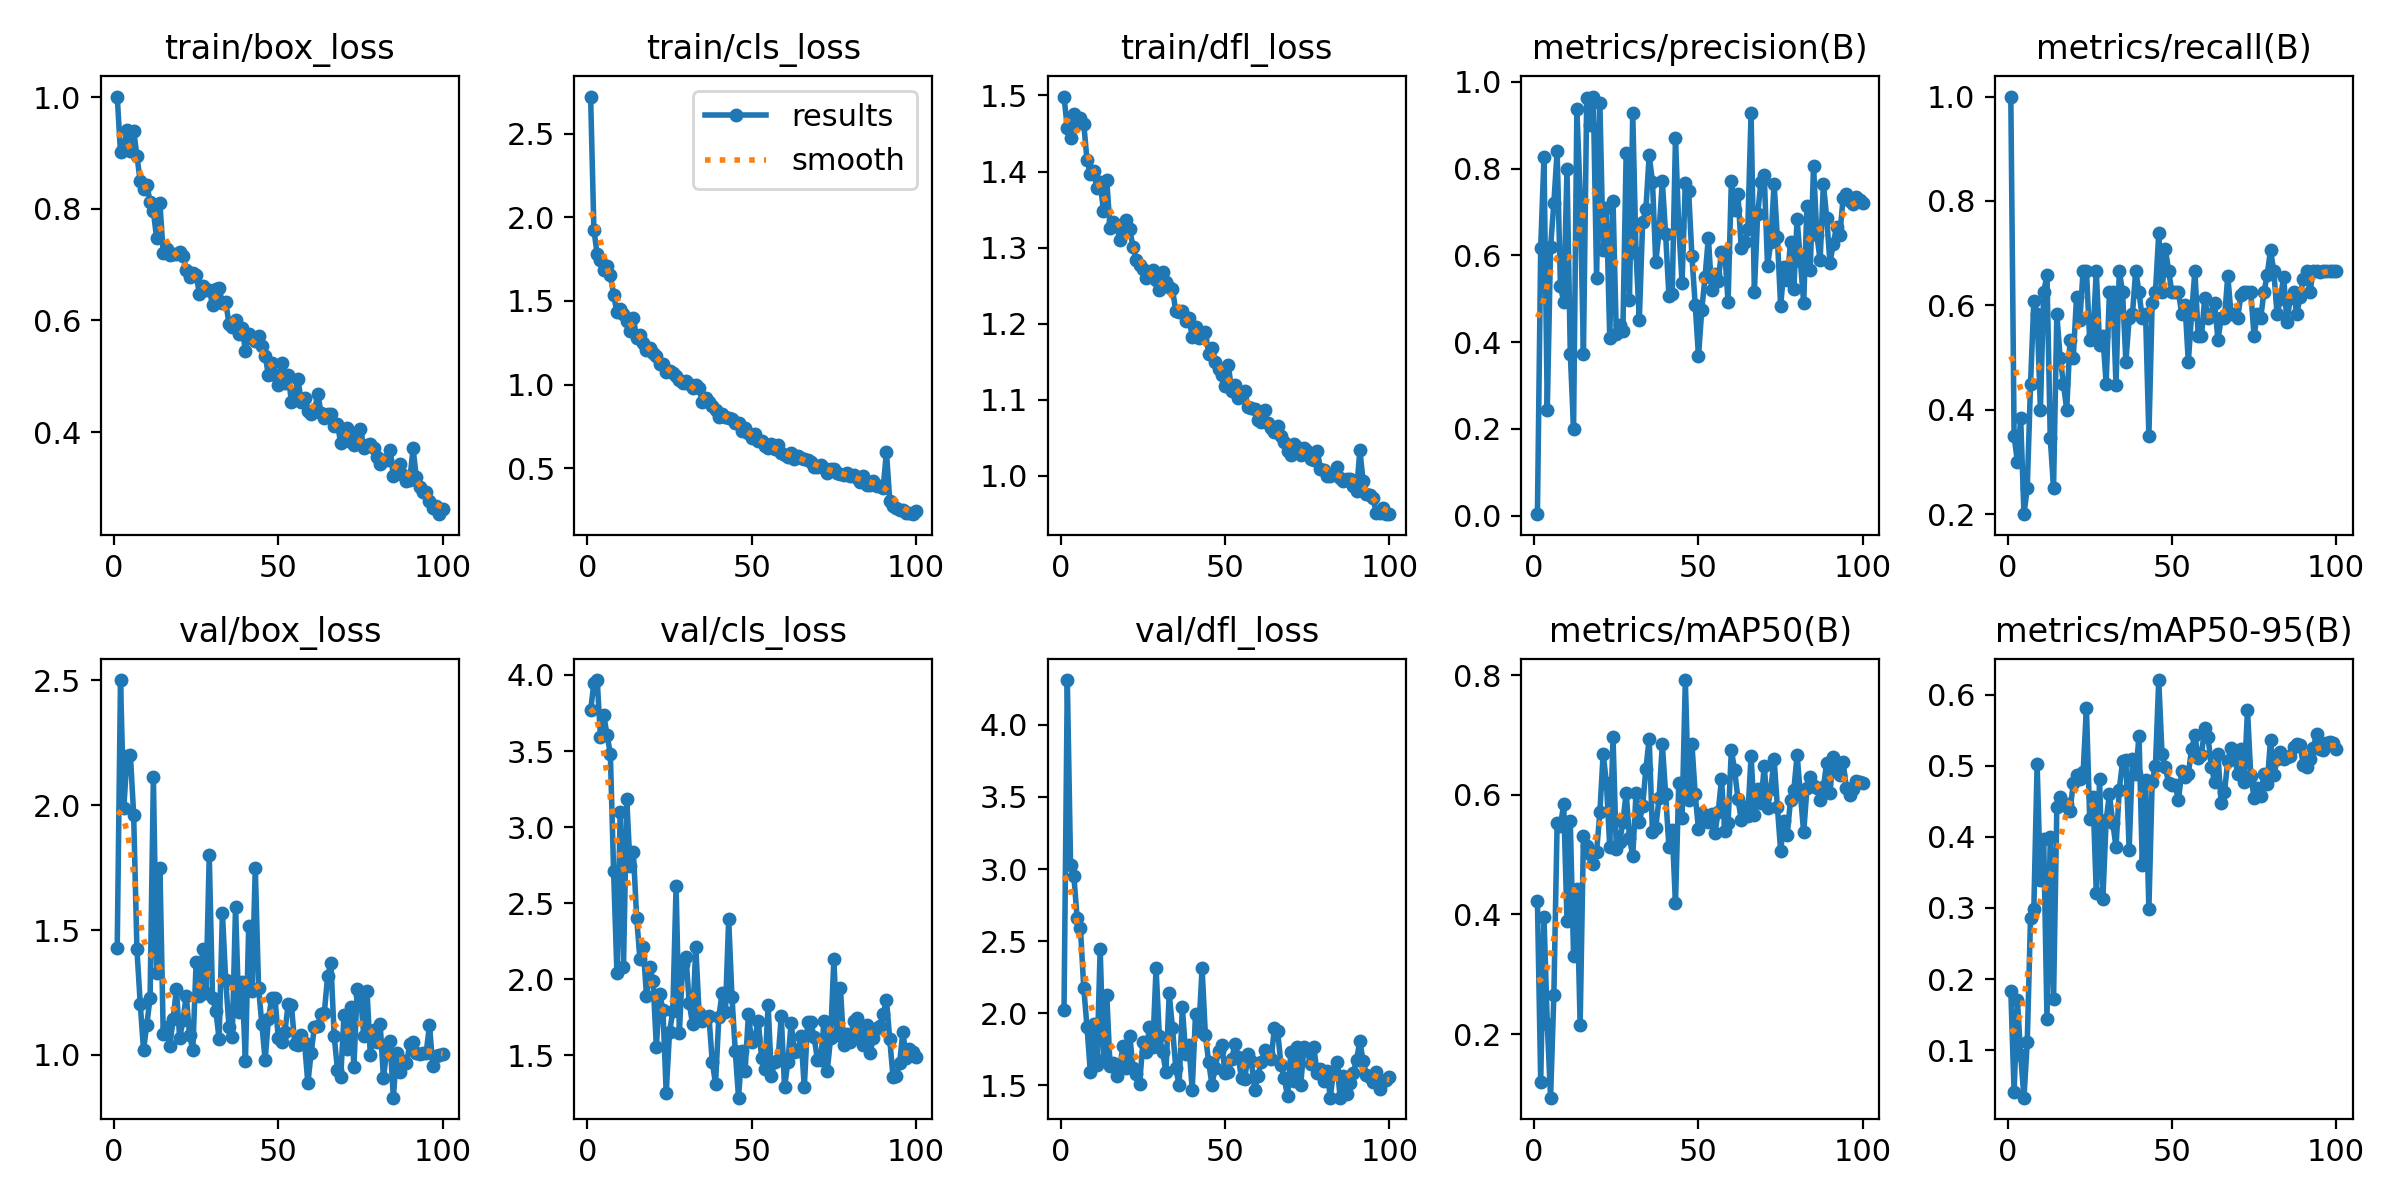 train/box_loss
1.0
0.8
0.6
0.4
0 50 100
train/cls_loss
results
smooth
2.5
2.0
1.5
1.0
0.5
0 50 100
train/dfl_loss
1.5
1.4
1.3
1.2
1.1
1.0
0 50 100
metrics/precision(B)
1.0
0.8
0.6
0.4
0.2
0.0
0 50 100
metrics/recall(B)
1.0
0.8
0.6
0.4
0.2
0 50 100
val/box_loss
2.5
2.0
1.5
1.0
0 50 100
val/cls_loss
4.0
3.5
3.0
2.5
2.0
1.5
0 50 100
val/dfl_loss
4.0
3.5
3.0
2.5
2.0
1.5
0 50 100
metrics/mAP50(B)
0.8
0.6
0.4
0.2
0 50 100
metrics/mAP50-95(B)
0.6
0.5
0.4
0.3
0.2
0.1
0 50 100